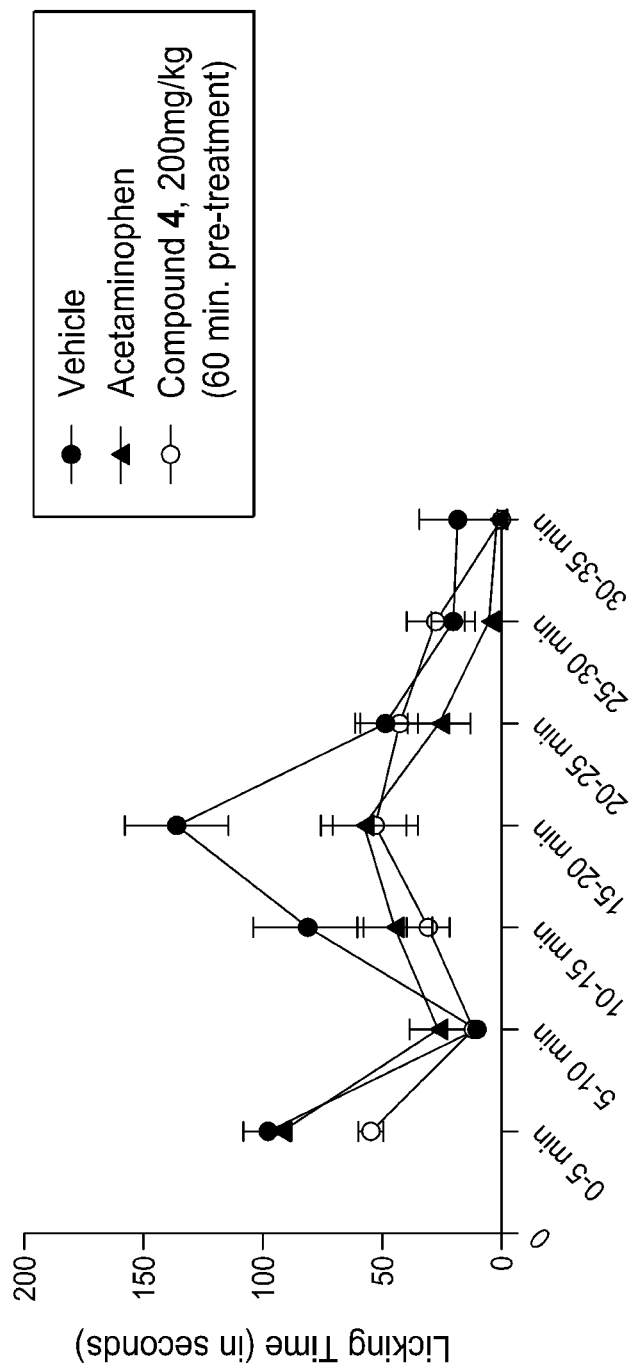 Vehicle
Acetaminophen
Compound 4, 200mg/kg
(60 min. pre-treatment)
Licking Time (in seconds)
200
150
100
50
0
0
0-5 min
5-10 min
10-15 min
15-20 min
20-25 min
25-30 min
30-35 min